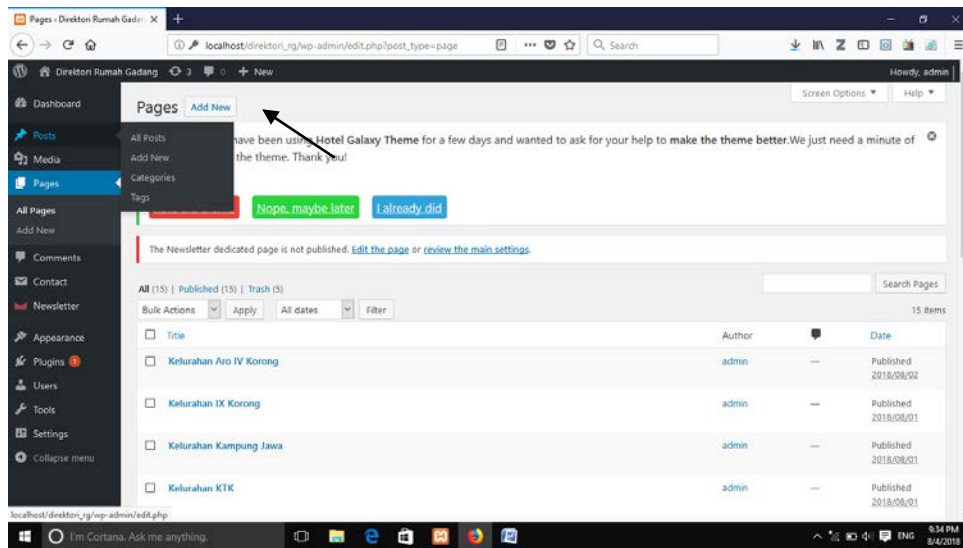 Pages ‹ Direktori Rumah Gadan
localhost/direktori_rg/wp-admin/edit.php?post_type=page
Search
Direktori Rumah Gadang 3 0 + New Howdy, admin
Screen Options Help
Dashboard
Posts
Media
Pages
All Pages
Add New
Comments
Contact
Newsletter
Appearance
Plugins 1
Users
Tools
Settings
Collapse menu
All Posts
Add New
Categories
Tags
Pages Add New
have been using Hotel Galaxy Theme for a few days and wanted to ask for your help to make the theme better.We just need a minute of
the theme. Thank you!
Nope, maybe later I already did
The Newsletter dedicated page is not published. Edit the page or review the main settings.
All (15) | Published (15) | Trash (5)
Search Pages
Bulk Actions Apply All dates Filter 15 items
Title Author Date
Kelurahan Aro IV Korong admin — Published
2018/08/02
Kelurahan IX Korong admin — Published
2018/08/01
Kelurahan Kampung Jawa admin — Published
2018/08/01
Kelurahan KTK admin — Published
2018/08/01
localhost/direktori_rg/wp-admin/edit.php
I'm Cortana. Ask me anything.
ENG
9:34 PM
8/4/2018